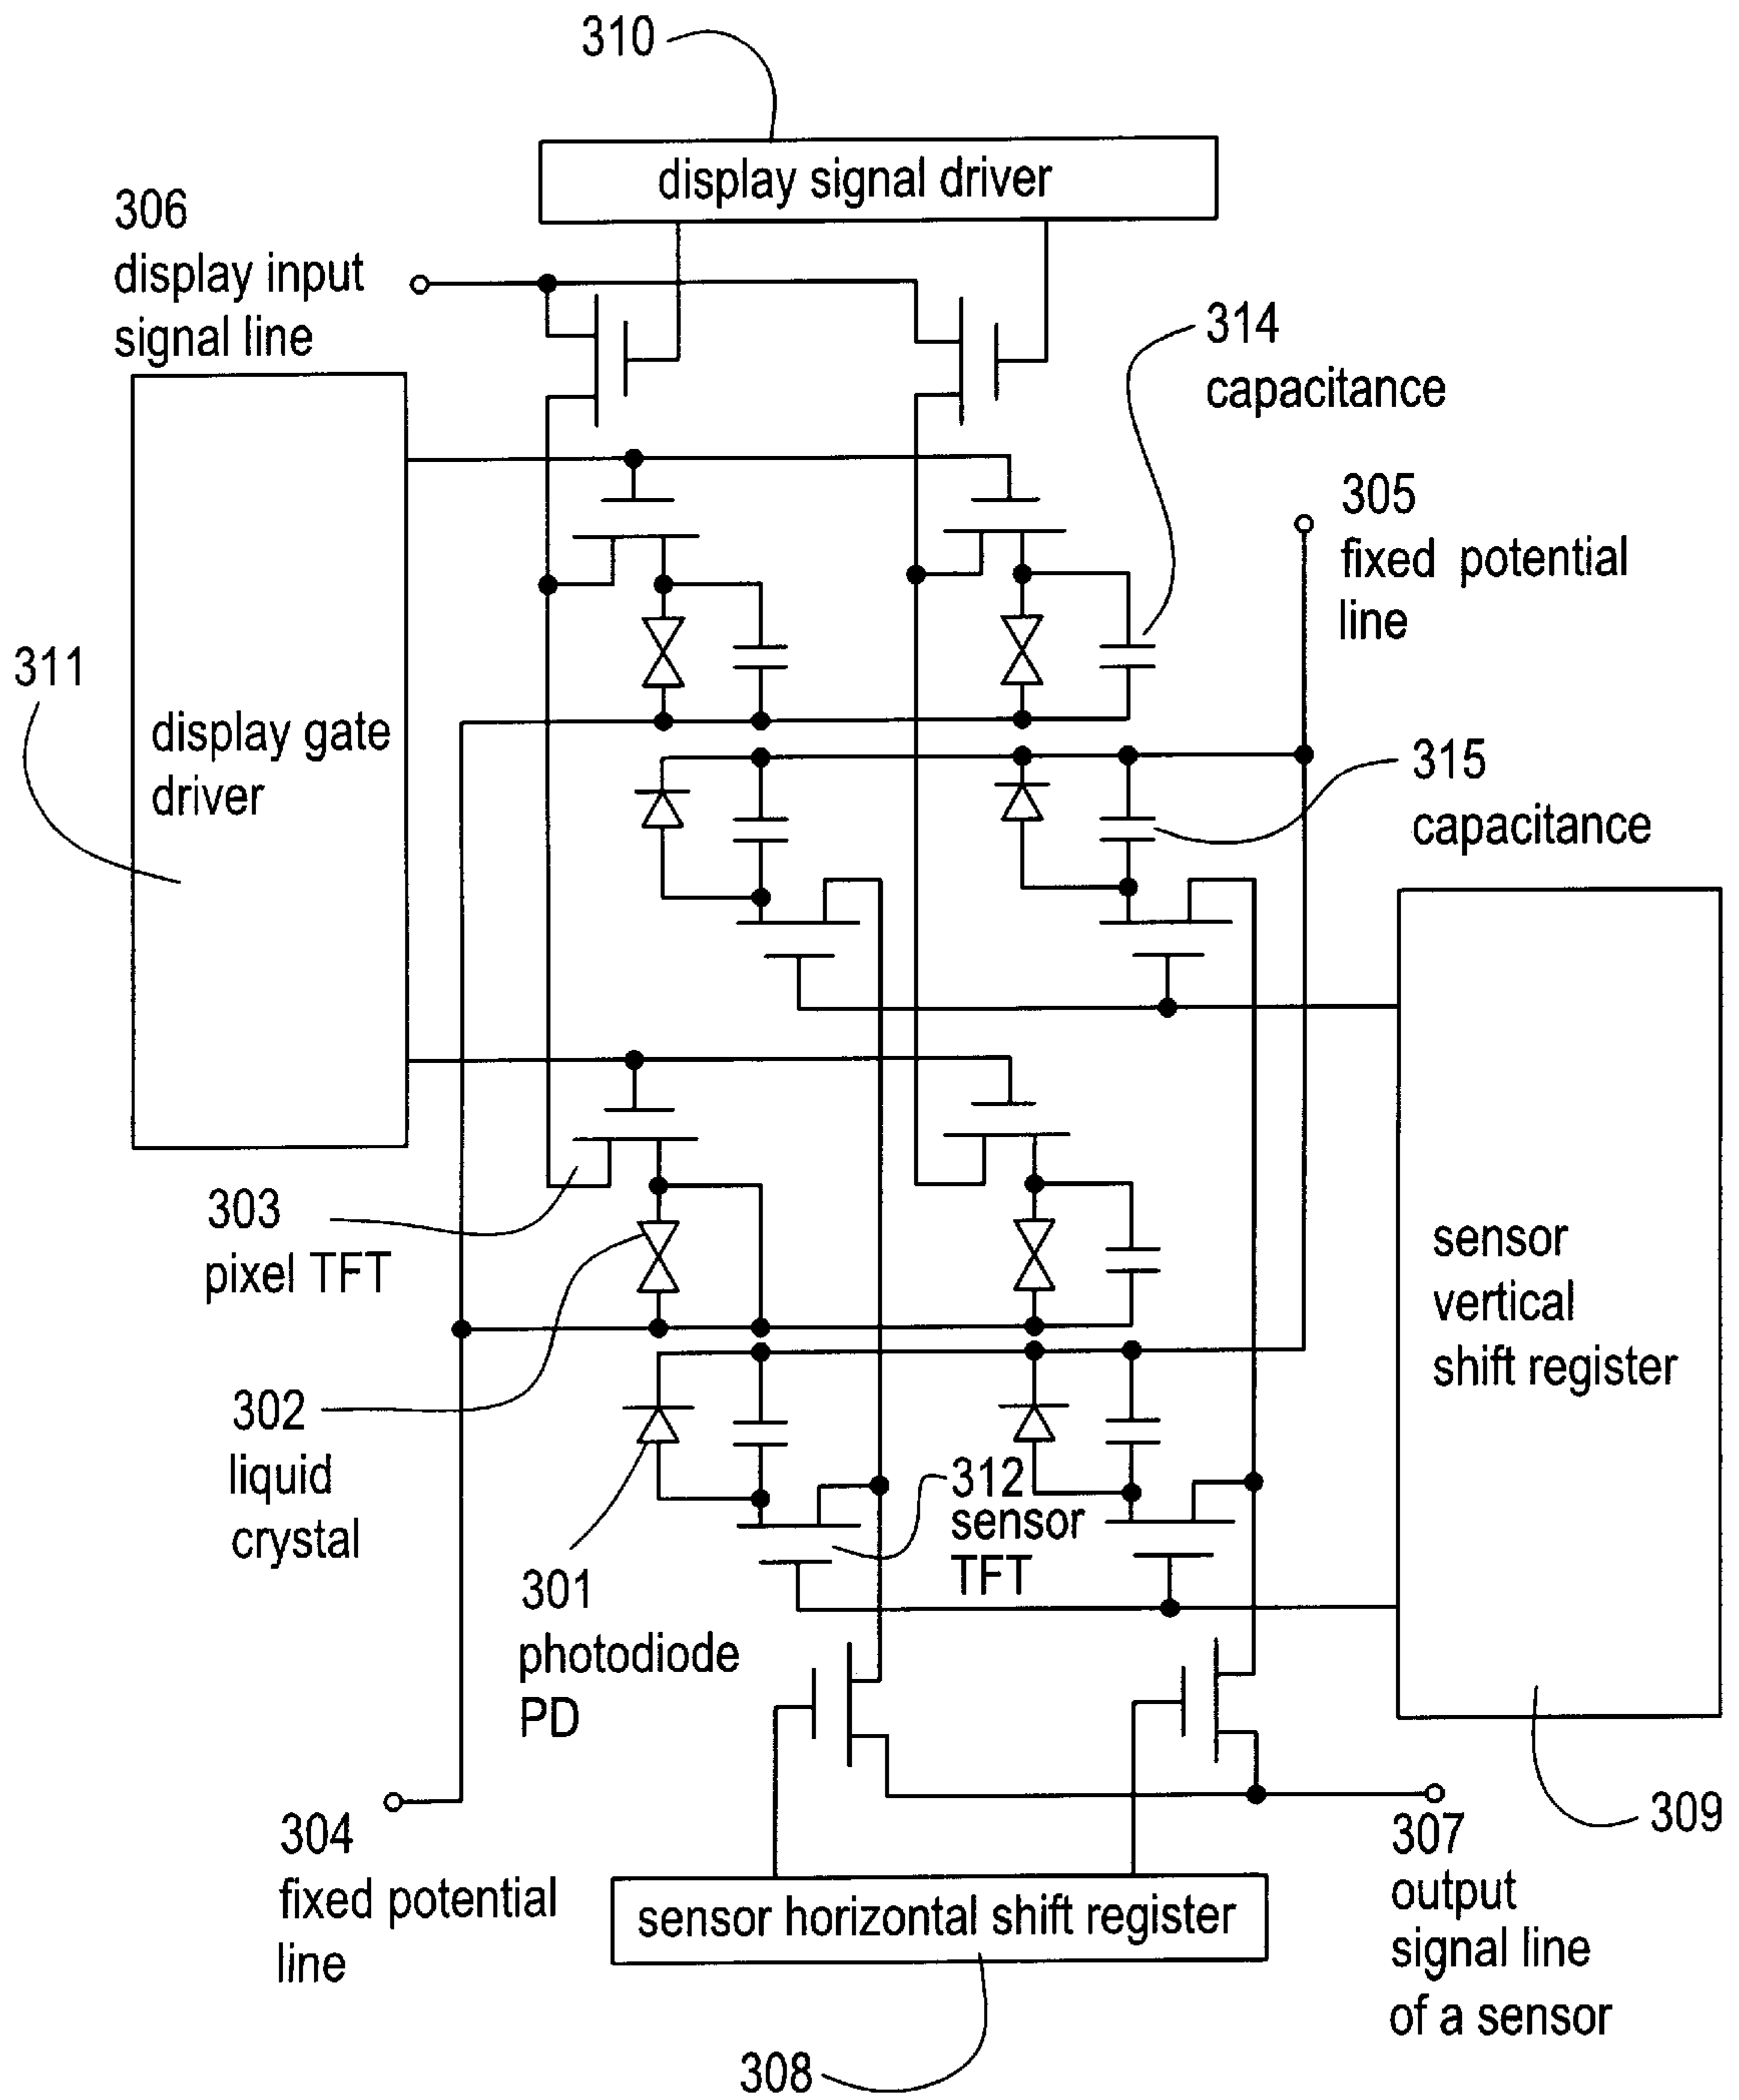 310
display signal driver
306
display input
signal line
314
capacitance
305
fixed potential
line
311
display gate
driver
315
capacitance
303
pixel TFT
sensor
vertical
shift register
302
liquid
crystal
312
sensor
TFT
301
photodiode
PD
304
fixed potential
line
309
307
output
signal line
of a sensor
sensor horizontal shift register
308